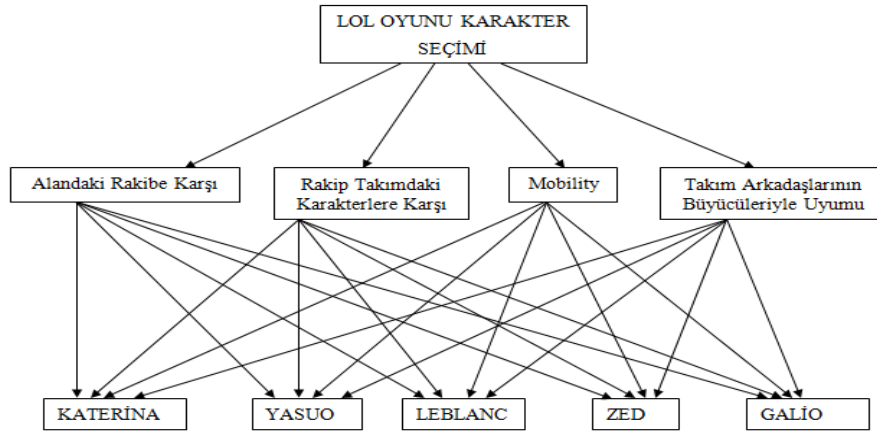 LOL OYUNU KARAKTER
SEÇİMİ
Alandaki Rakibe Karşı
Rakip Takımdaki
Karakterlere Karşı
Mobility
Takım Arkadaşlarının
Büyücüleriyle Uyumu
KATERİNA
YASUO
LEBLANC
ZED
GALİO